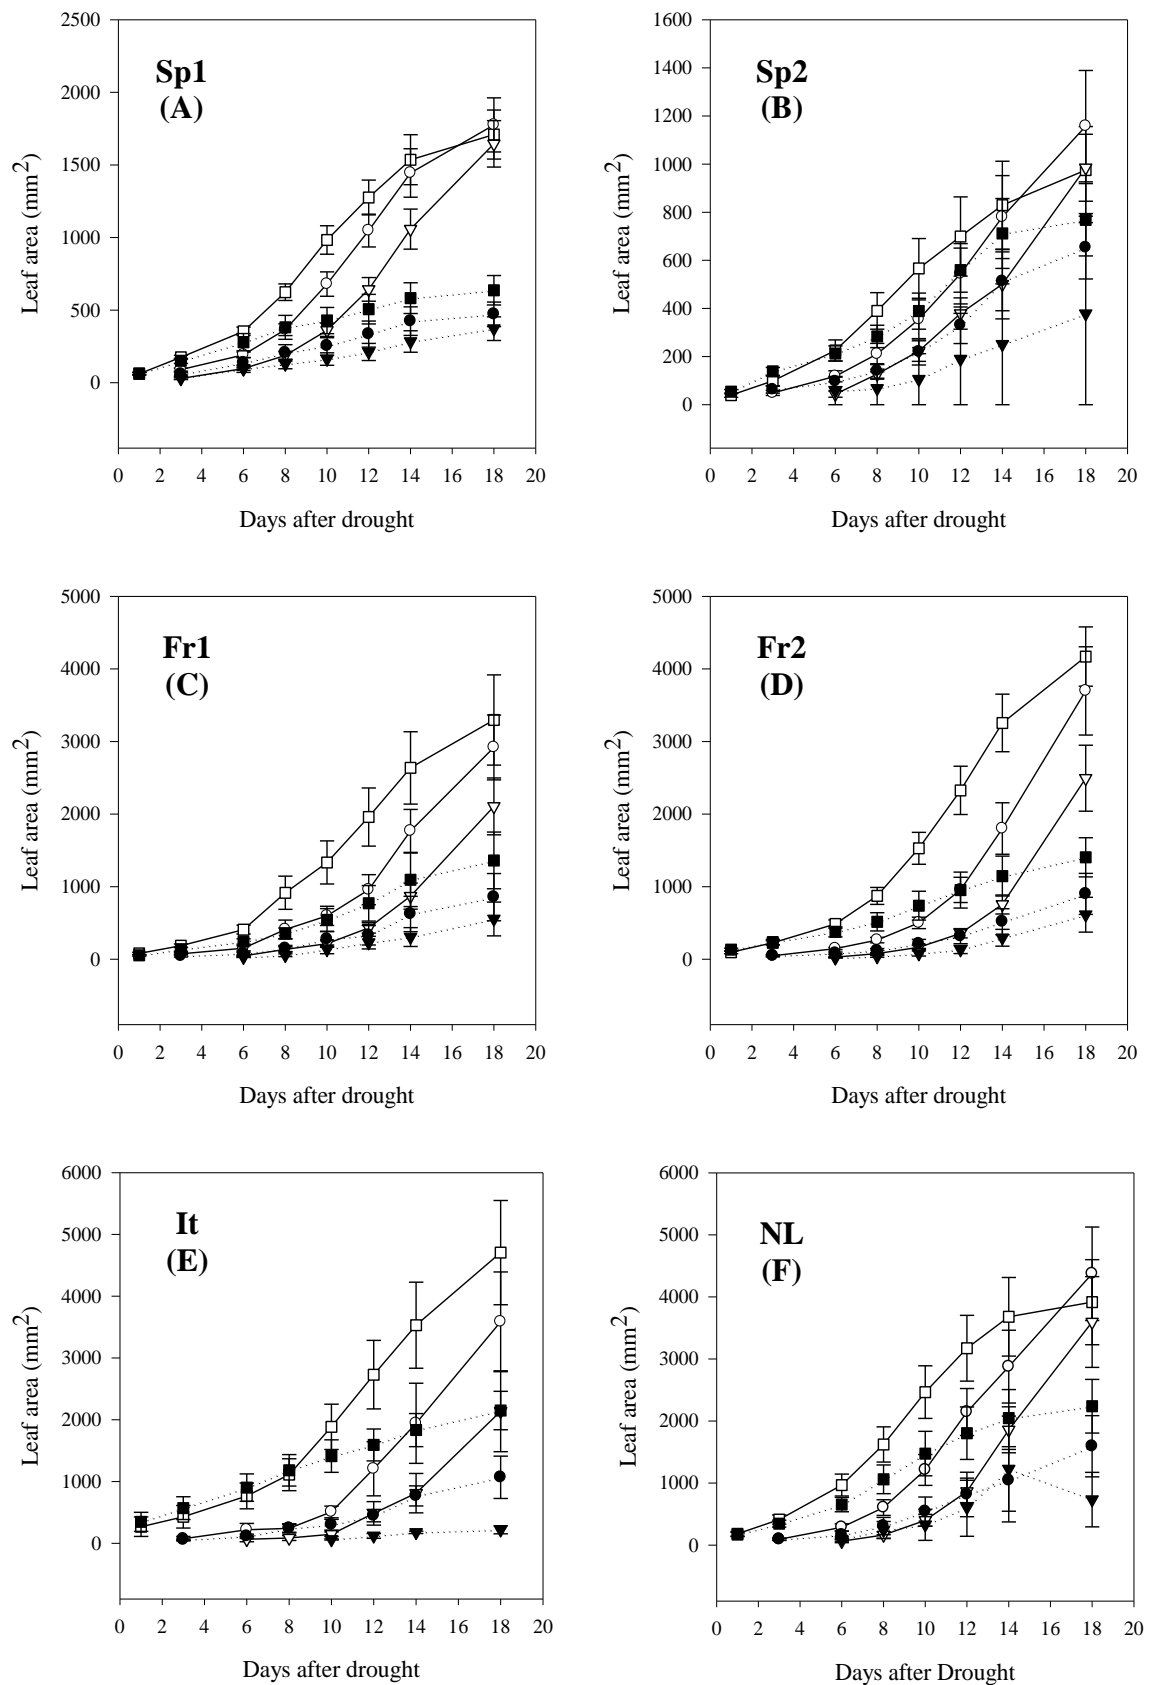 Sp1
(A)
Leaf area (mm²)
2500
2000
1500
1000
500
0
0 2 4 6 8 10 12 14 16 18 20
Days after drought
Sp2
(B)
Leaf area (mm²)
1600
1400
1200
1000
800
600
400
200
0
0 2 4 6 8 10 12 14 16 18 20
Days after drought
Fr1
(C)
Leaf area (mm²)
5000
4000
3000
2000
1000
0
0 2 4 6 8 10 12 14 16 18 20
Days after drought
Fr2
(D)
Leaf area (mm²)
5000
4000
3000
2000
1000
0
0 2 4 6 8 10 12 14 16 18 20
Days after drought
It
(E)
Leaf area (mm²)
6000
5000
4000
3000
2000
1000
0
0 2 4 6 8 10 12 14 16 18 20
Days after drought
NL
(F)
Leaf area (mm²)
6000
5000
4000
3000
2000
1000
0
0 2 4 6 8 10 12 14 16 18 20
Days after Drought